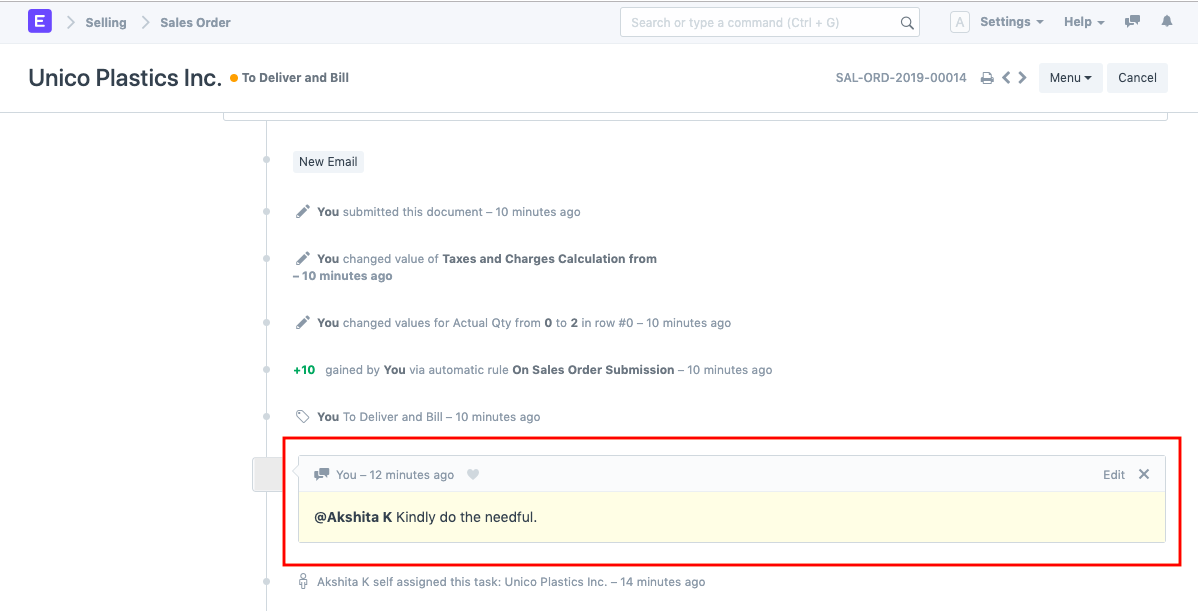 E Selling Sales Order Search or type a command (Ctrl + G) A Settings Help
Unico Plastics Inc. To Deliver and Bill SAL-ORD-2019-00014 Menu Cancel
New Email
You submitted this document – 10 minutes ago
You changed value of Taxes and Charges Calculation from
– 10 minutes ago
You changed values for Actual Qty from 0 to 2 in row #0 – 10 minutes ago
+10 gained by You via automatic rule On Sales Order Submission – 10 minutes ago
You To Deliver and Bill – 10 minutes ago
You – 12 minutes ago Edit
@Akshita K Kindly do the needful.
Akshita K self assigned this task: Unico Plastics Inc. – 14 minutes ago